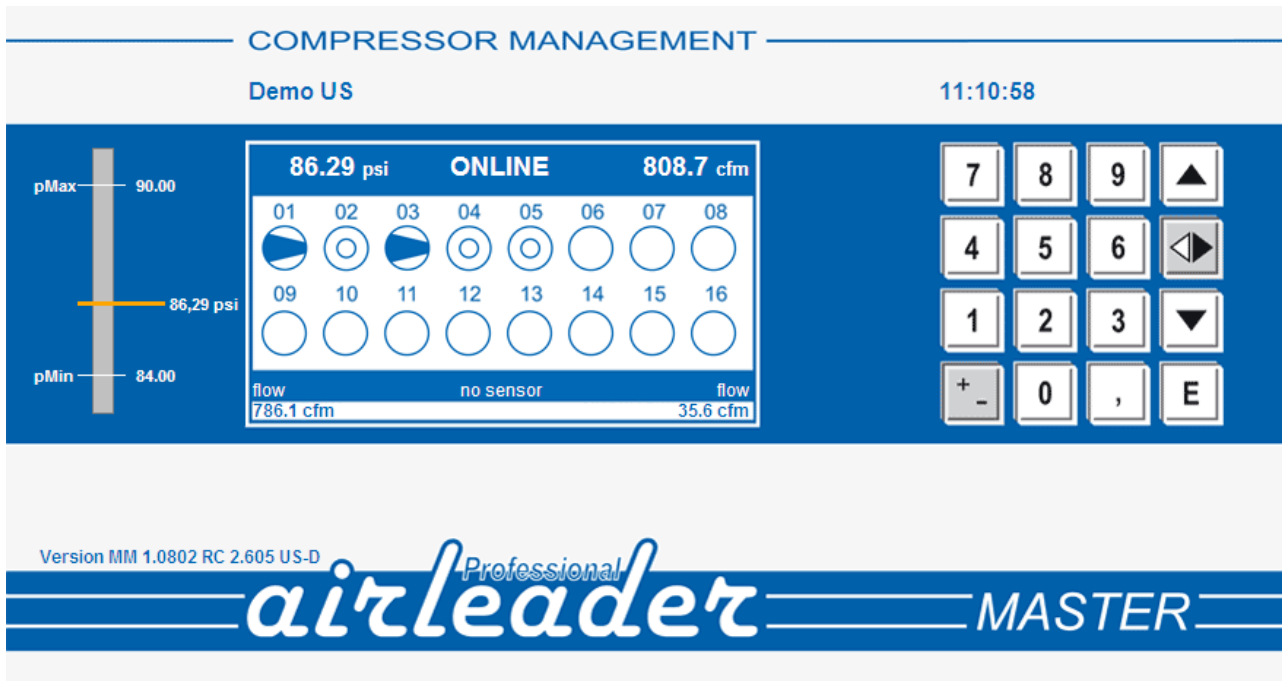 COMPRESSOR MANAGEMENT
Demo US 11:10:58
86.29 psi ONLINE 808.7 cfm
pMax 90.00
01 02 03 04 05 06 07 08
86,29 psi
09 10 11 12 13 14 15 16
pMin 84.00
flow no sensor flow
786.1 cfm 35.6 cfm
7 8 9
4 5 6
1 2 3
+ - 0 , E
Version MM 1.0802 RC 2.605 US-D
Professional
airleader MASTER